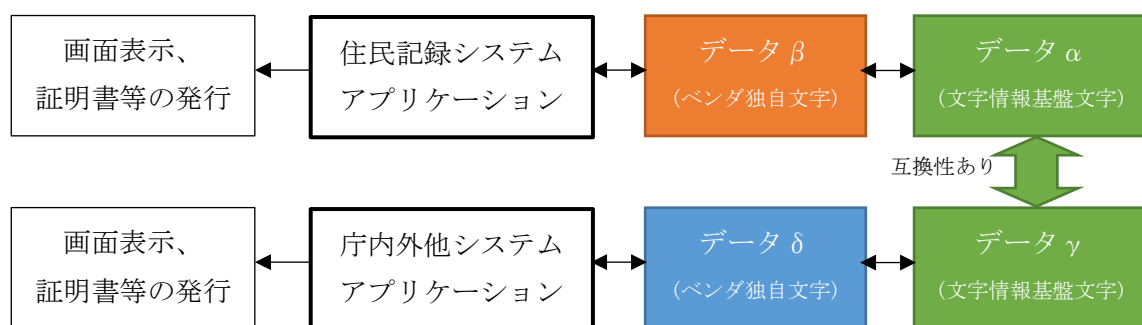 画面表示、
証明書等の発行
住民記録システム
アプリケーション
データ β
(ベンダ独自文字)
データ α
(文字情報基盤文字)
互換性あり
画面表示、
証明書等の発行
庁内外他システム
アプリケーション
データ δ
(ベンダ独自文字)
データ γ
(文字情報基盤文字)